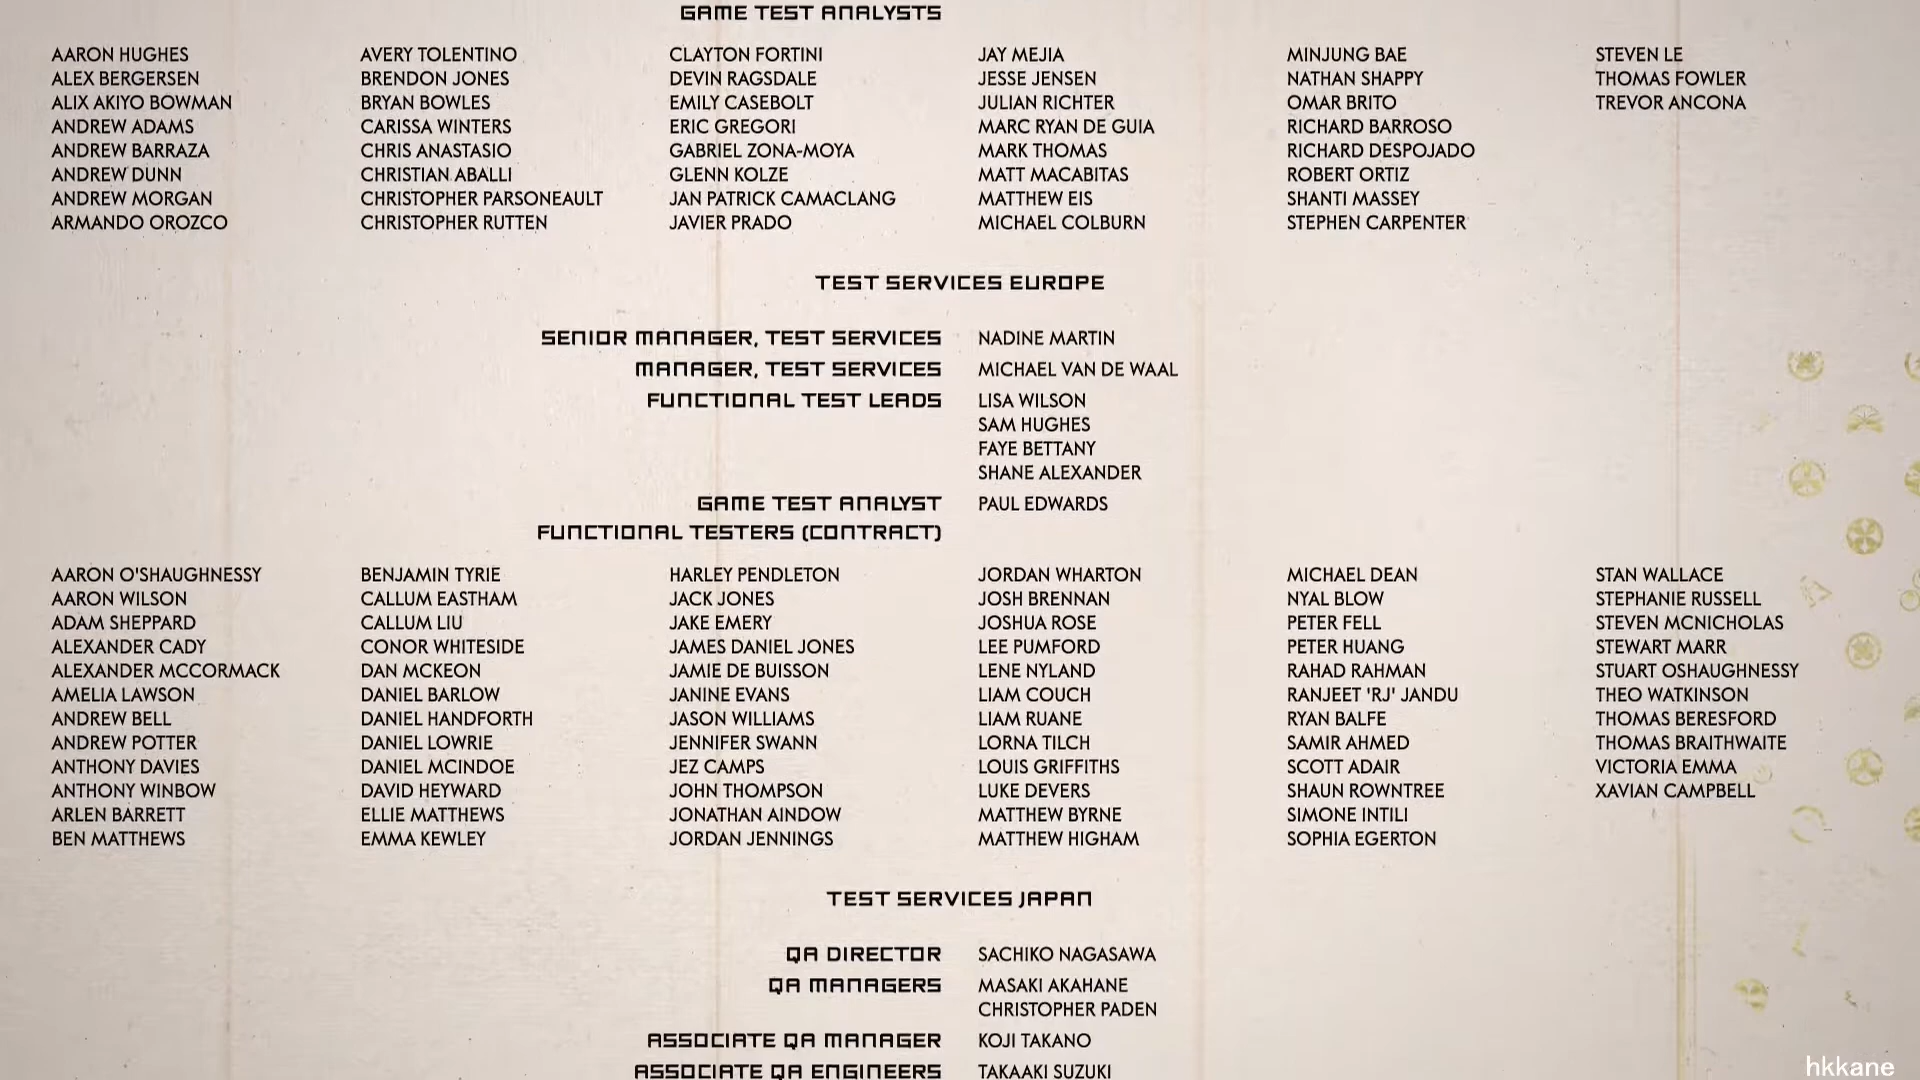 GAME TEST ANALYSTS
AARON HUGHES AVERY TOLENTINO CLAYTON FORTINI JAY MEJIA MINJUNG BAE STEVEN LE
ALEX BERGERSEN BRENDON JONES DEVIN RAGSDALE JESSE JENSEN NATHAN SHAPPY THOMAS FOWLER
ALIX AKIYO BOWMAN BRYAN BOWLES EMILY CASEBOLT JULIAN RICHTER OMAR BRITO TREVOR ANCONA
ANDREW ADAMS CARISSA WINTERS ERIC GREGORI MARC RYAN DE GUIA RICHARD BARROSO
ANDREW BARRAZA CHRIS ANASTASIO GABRIEL ZONA-MOYA MARK THOMAS RICHARD DESPOJADO
ANDREW DUNN CHRISTIAN ABALLI GLENN KOLZE MATT MACABITAS ROBERT ORTIZ
ANDREW MORGAN CHRISTOPHER PARSONEAULT JAN PATRICK CAMACLANG MATTHEW EIS SHANTI MASSEY
ARMANDO OROZCO CHRISTOPHER RUTTEN JAVIER PRADO MICHAEL COLBURN STEPHEN CARPENTER
TEST SERVICES EUROPE
SENIOR MANAGER, TEST SERVICES NADINE MARTIN
MANAGER, TEST SERVICES MICHAEL VAN DE WAAL
FUNCTIONAL TEST LEADS LISA WILSON
SAM HUGHES
FAYE BETTANY
SHANE ALEXANDER
GAME TEST ANALYST PAUL EDWARDS
FUNCTIONAL TESTERS (CONTRACT)
AARON O'SHAUGHNESSY BENJAMIN TYRIE HARLEY PENDLETON JORDAN WHARTON MICHAEL DEAN STAN WALLACE
AARON WILSON CALLUM EASTHAM JACK JONES JOSH BRENNAN NYAL BLOW STEPHANIE RUSSELL
ADAM SHEPPARD CALLUM LIU JAKE EMERY JOSHUA ROSE PETER FELL STEVEN MCNICHOLAS
ALEXANDER CADY CONOR WHITESIDE JAMES DANIEL JONES LEE PUMFORD PETER HUANG STEWART MARR
ALEXANDER MCCORMACK DAN MCKEON JAMIE DE BUISSON LENE NYLAND RAHAD RAHMAN STUART OSHAUGHNESSY
AMELIA LAWSON DANIEL BARLOW JANINE EVANS LIAM COUCH RANJEET 'RJ' JANDU THEO WATKINSON
ANDREW BELL DANIEL HANDFORTH JASON WILLIAMS LIAM RUANE RYAN BALFE THOMAS BERESFORD
ANDREW POTTER DANIEL LOWRIE JENNIFER SWANN LORNA TILCH SAMIR AHMED THOMAS BRAITHWAITE
ANTHONY DAVIES DANIEL MCINDOE JEZ CAMPS LOUIS GRIFFITHS SCOTT ADAIR VICTORIA EMMA
ANTHONY WINBOW DAVID HEYWARD JOHN THOMPSON LUKE DEVERS SHAUN ROWNTREE XAVIAN CAMPBELL
ARLEN BARRETT ELLIE MATTHEWS JONATHAN AINDOW MATTHEW BYRNE SIMONE INTILI
BEN MATTHEWS EMMA KEWLEY JORDAN JENNINGS MATTHEW HIGHAM SOPHIA EGERTON
TEST SERVICES JAPAN
QA DIRECTOR SACHIKO NAGASAWA
QA MANAGERS MASAKI AKAHANE
CHRISTOPHER PADEN
ASSOCIATE QA MANAGER KOJI TAKANO
ASSOCIATE QA ENGINEERS TAKAAKI SUZUKI
hkkane